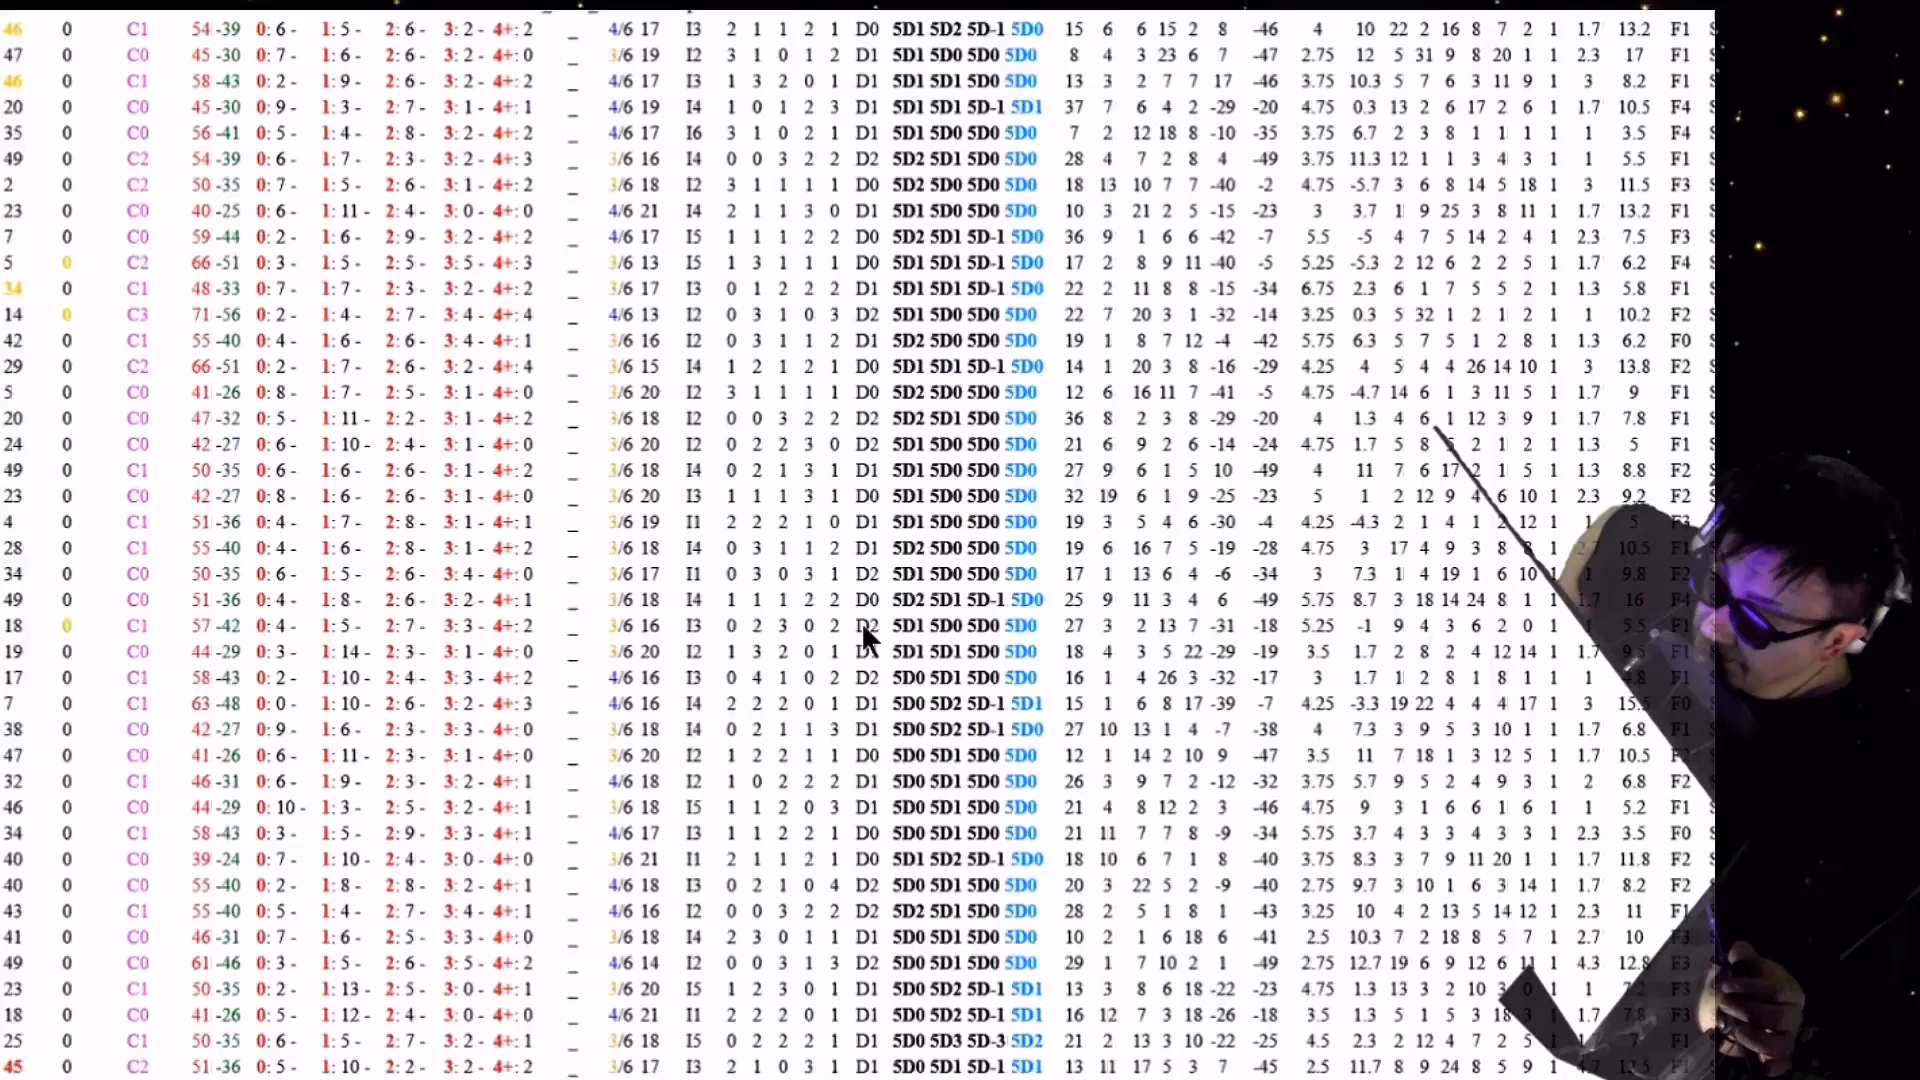 46 0 C1 54 -39 0: 6 - 1: 5 - 2: 6 - 3: 2 - 4+: 2 _ 4/6 17 I3 2 1 1 2 1 D0 5D1 5D2 5D-1 5D0 15 6 6 15 2 8 -46 4 10 22 2 16 8 7 2 1 1.7 13.2 F1
47 0 C0 45 -30 0: 7 - 1: 6 - 2: 6 - 3: 2 - 4+: 0 _ 3/6 19 I2 3 1 0 1 2 D1 5D1 5D0 5D0 5D0 8 4 3 23 6 7 -47 2.75 12 5 31 9 8 20 1 1 2.3 17 F1
46 0 C1 58 -43 0: 2 - 1: 9 - 2: 6 - 3: 2 - 4+: 2 _ 4/6 17 I3 1 3 2 0 1 D1 5D1 5D0 5D0 5D0 13 3 2 7 7 17 -46 3.75 10.3 5 7 6 3 11 9 1 3 8.2 F1
20 0 C0 45 -30 0: 9 - 1: 3 - 2: 7 - 3: 1 - 4+: 1 _ 4/6 19 I4 1 0 1 2 3 D1 5D1 5D1 5D-1 5D1 37 7 6 4 2 -29 -20 4.75 0.3 13 2 6 17 2 6 1 1.7 10.5 F4
35 0 C0 56 -41 0: 5 - 1: 4 - 2: 8 - 3: 2 - 4+: 2 _ 4/6 17 I6 3 1 0 2 1 D1 5D1 5D0 5D0 5D0 7 2 12 18 8 -10 -35 3.75 6.7 2 3 8 1 1 1 1 1 3.5 F4
49 0 C2 54 -39 0: 6 - 1: 7 - 2: 3 - 3: 2 - 4+: 3 _ 3/6 16 I4 0 0 3 2 2 D2 5D2 5D1 5D0 5D0 28 4 7 2 8 4 -49 3.75 11.3 12 1 1 3 4 3 1 1 5.5 F1
2 0 C2 50 -35 0: 7 - 1: 5 - 2: 6 - 3: 1 - 4+: 2 _ 3/6 18 I2 3 1 1 1 1 D0 5D2 5D0 5D0 5D0 18 13 10 7 7 -40 -2 4.75 -5.7 3 6 8 14 5 18 1 3 11.5 F3
23 0 C0 40 -25 0: 6 - 1: 11 - 2: 4 - 3: 0 - 4+: 0 _ 4/6 21 I4 2 1 1 3 0 D1 5D1 5D0 5D0 5D0 10 3 21 2 5 -15 -23 3 3.7 1 9 25 3 8 11 1 1.7 13.2 F1
7 0 C0 59 -44 0: 2 - 1: 6 - 2: 9 - 3: 2 - 4+: 2 _ 3/6 17 I5 1 1 1 2 2 D0 5D2 5D1 5D-1 5D0 36 9 1 6 6 -42 -7 5.5 -5 4 7 5 14 2 4 1 2.3 7.5 F3
5 0 C2 66 -51 0: 3 - 1: 5 - 2: 5 - 3: 5 - 4+: 3 _ 3/6 13 I5 1 3 1 1 1 D0 5D1 5D1 5D-1 5D0 17 2 8 9 11 -40 -5 5.25 -5.3 2 12 6 2 2 5 1 1.7 6.2 F4
34 0 C1 48 -33 0: 7 - 1: 7 - 2: 3 - 3: 2 - 4+: 2 _ 3/6 17 I3 0 1 2 2 2 D1 5D1 5D1 5D-1 5D0 22 2 11 8 8 -15 -34 6.75 2.3 6 1 7 5 5 2 1 1.3 5.8 F1
14 0 C3 71 -56 0: 2 - 1: 4 - 2: 7 - 3: 4 - 4+: 4 _ 4/6 13 I2 0 3 1 0 3 D2 5D1 5D0 5D0 5D0 22 7 20 3 1 -32 -14 3.25 0.3 5 32 1 2 1 2 1 1 10.2 F2
42 0 C1 55 -40 0: 4 - 1: 6 - 2: 6 - 3: 4 - 4+: 1 _ 3/6 16 I2 0 3 1 1 2 D1 5D2 5D0 5D0 5D0 19 1 8 7 12 -4 -42 5.75 6.3 5 7 5 1 2 8 1 1.3 6.2 F0
29 0 C2 66 -51 0: 2 - 1: 7 - 2: 6 - 3: 2 - 4+: 4 _ 3/6 15 I4 1 2 1 2 1 D0 5D1 5D1 5D-1 5D0 14 1 20 3 8 -16 -29 4.25 4 5 4 4 26 14 10 1 3 13.8 F2
5 0 C0 41 -26 0: 8 - 1: 7 - 2: 5 - 3: 1 - 4+: 0 _ 3/6 20 I2 3 1 1 1 1 D0 5D2 5D0 5D0 5D0 12 6 16 11 7 -41 -5 4.75 -4.7 14 6 1 3 11 5 1 1.7 9 F1
20 0 C0 47 -32 0: 5 - 1: 11 - 2: 2 - 3: 1 - 4+: 2 _ 3/6 18 I2 0 0 3 2 2 D2 5D2 5D1 5D0 5D0 36 8 2 3 8 -29 -20 4 1.3 4 6 1 12 3 9 1 1.7 7.8 F1
24 0 C0 42 -27 0: 6 - 1: 10 - 2: 4 - 3: 1 - 4+: 0 _ 3/6 20 I2 0 2 2 3 0 D2 5D1 5D0 5D0 5D0 21 6 9 2 6 -14 -24 4.75 1.7 5 8 2 1 2 1 1.3 5 F1
49 0 C1 50 -35 0: 6 - 1: 6 - 2: 6 - 3: 1 - 4+: 2 _ 3/6 18 I4 0 2 1 3 1 D1 5D1 5D0 5D0 5D0 27 9 6 1 5 10 -49 4 11 7 6 17 2 1 5 1 1.3 8.8 F2
23 0 C0 42 -27 0: 8 - 1: 6 - 2: 6 - 3: 1 - 4+: 0 _ 3/6 20 I3 1 1 1 3 1 D0 5D1 5D0 5D0 5D0 32 19 6 1 9 -25 -23 5 1 2 12 9 4 6 10 1 2.3 9.2 F2
4 0 C1 51 -36 0: 4 - 1: 7 - 2: 8 - 3: 1 - 4+: 1 _ 3/6 19 I1 2 2 2 1 0 D1 5D1 5D0 5D0 5D0 19 3 5 4 6 -30 -4 4.25 -4.3 2 1 4 1 2 12 1 1 5 F3
28 0 C1 55 -40 0: 4 - 1: 6 - 2: 8 - 3: 1 - 4+: 2 _ 3/6 18 I4 0 3 1 1 2 D1 5D2 5D0 5D0 5D0 19 6 16 7 5 -19 -28 4.75 3 17 4 9 3 8 8 1 2.7 10.5 F1
34 0 C0 50 -35 0: 6 - 1: 5 - 2: 6 - 3: 4 - 4+: 0 _ 3/6 17 I1 0 3 0 3 1 D2 5D1 5D0 5D0 5D0 17 1 13 6 4 -6 -34 3 7.3 1 4 19 1 6 10 1 9.8 F2
49 0 C0 51 -36 0: 4 - 1: 8 - 2: 6 - 3: 2 - 4+: 1 _ 3/6 18 I4 1 1 1 2 2 D0 5D2 5D1 5D-1 5D0 25 9 11 3 4 6 -49 5.75 8.7 3 18 14 24 8 1 1 1.7 16 F4
18 0 C1 57 -42 0: 4 - 1: 5 - 2: 7 - 3: 3 - 4+: 2 _ 3/6 16 I3 0 2 3 0 2 D2 5D1 5D0 5D0 5D0 27 3 2 13 7 -31 -18 5.25 -1 9 4 3 6 2 0 1 1 5.5 F1
19 0 C0 44 -29 0: 3 - 1: 14 - 2: 3 - 3: 1 - 4+: 0 _ 3/6 20 I2 1 3 2 0 1 5D1 5D1 5D0 5D0 18 4 3 5 22 -29 -19 3.5 1.7 2 8 2 4 12 14 1 1.7 9.5 F1
17 0 C1 58 -43 0: 2 - 1: 10 - 2: 4 - 3: 3 - 4+: 2 _ 4/6 16 I3 0 4 1 0 2 D2 5D0 5D1 5D0 5D0 16 1 4 26 3 -32 -17 3 1.7 1 2 8 1 8 1 1 1 4.8 F1
7 0 C1 63 -48 0: 0 - 1: 10 - 2: 6 - 3: 2 - 4+: 3 _ 4/6 16 I4 2 2 2 0 1 D1 5D0 5D2 5D-1 5D1 15 1 6 8 17 -39 -7 4.25 -3.3 19 22 4 4 4 17 1 3 15.5 F0
38 0 C0 42 -27 0: 9 - 1: 6 - 2: 3 - 3: 3 - 4+: 0 _ 4/6 18 I4 0 2 1 1 3 D1 5D0 5D2 5D-1 5D0 27 10 13 1 4 -7 -38 4 7.3 3 9 5 3 10 1 1 1.7 6.8 F1
47 0 C0 41 -26 0: 6 - 1: 11 - 2: 3 - 3: 1 - 4+: 0 _ 3/6 20 I2 1 2 2 1 1 D0 5D2 5D1 5D0 5D0 12 1 14 2 10 9 -47 3.5 11 7 18 1 3 12 5 1 1.7 10.5
32 0 C1 46 -31 0: 6 - 1: 9 - 2: 3 - 3: 2 - 4+: 1 _ 4/6 18 I2 1 0 2 2 2 D1 5D0 5D1 5D0 5D0 26 3 9 7 2 -12 -32 3.75 5.7 9 5 2 4 9 3 1 2 6.8 F2
46 0 C0 44 -29 0: 10 - 1: 3 - 2: 5 - 3: 2 - 4+: 1 _ 3/6 18 I5 1 1 2 0 3 D1 5D0 5D1 5D0 5D0 21 4 8 12 2 3 -46 4.75 9 3 1 6 6 1 6 1 1 5.2 F1
34 0 C1 58 -43 0: 3 - 1: 5 - 2: 9 - 3: 3 - 4+: 1 _ 4/6 17 I3 1 1 2 2 1 D0 5D0 5D1 5D0 5D0 21 11 7 7 8 -9 -34 5.75 3.7 4 3 3 4 3 3 1 2.3 3.5 F0
40 0 C0 39 -24 0: 7 - 1: 10 - 2: 4 - 3: 0 - 4+: 0 _ 3/6 21 I1 2 1 1 2 1 D0 5D1 5D2 5D-1 5D0 18 10 6 7 1 8 -40 3.75 8.3 3 7 9 11 20 1 1 1.7 11.8 F2
40 0 C0 55 -40 0: 2 - 1: 8 - 2: 8 - 3: 2 - 4+: 1 _ 4/6 18 I3 0 2 1 0 4 D2 5D0 5D1 5D0 5D0 20 3 22 5 2 -9 -40 2.75 9.7 3 10 1 6 3 14 1 1.7 8.2 F2
43 0 C1 55 -40 0: 5 - 1: 4 - 2: 7 - 3: 4 - 4+: 1 _ 4/6 16 I2 0 0 3 2 2 D2 5D2 5D1 5D0 5D0 28 2 5 1 8 1 -43 3.25 10 4 2 13 5 14 12 1 2.3 11 F1
41 0 C0 46 -31 0: 7 - 1: 6 - 2: 5 - 3: 3 - 4+: 0 _ 3/6 18 I4 2 3 0 1 1 D1 5D0 5D1 5D0 5D0 10 2 1 6 18 6 -41 2.5 10.3 7 2 18 8 5 7 1 2.7 10 F3
49 0 C0 61 -46 0: 3 - 1: 5 - 2: 6 - 3: 5 - 4+: 2 _ 3/6 14 I2 0 0 3 1 3 D2 5D0 5D1 5D0 5D0 29 1 7 10 2 1 -49 2.75 12.7 19 6 9 12 6 11 1 4.3 12.8 F3
23 0 C1 50 -35 0: 2 - 1: 13 - 2: 5 - 3: 0 - 4+: 1 _ 3/6 20 I5 1 2 3 0 1 D1 5D0 5D2 5D-1 5D1 13 3 8 6 18 -22 -23 4.75 1.3 13 3 2 10 3 0 1 1 7.2 F3
18 0 C0 41 -26 0: 5 - 1: 12 - 2: 4 - 3: 0 - 4+: 0 _ 4/6 21 I1 2 2 2 0 1 D1 5D0 5D2 5D-1 5D0 16 12 7 3 18 -26 -18 3.5 1.3 5 1 5 3 18 3 1 1.7 7.8 F3
25 0 C1 50 -35 0: 6 - 1: 5 - 2: 7 - 3: 2 - 4+: 1 _ 3/6 18 I5 0 2 2 2 1 D1 5D0 5D3 5D-3 5D2 21 2 13 3 10 -22 -25 4.5 2.3 2 12 4 7 2 5 1 7 F1
45 0 C2 51 -36 0: 5 - 1: 10 - 2: 2 - 3: 2 - 4+: 2 _ 3/6 17 I3 2 1 0 3 1 D1 5D0 5D2 5D-1 5D1 13 11 17 5 3 7 -45 2.5 11.7 8 9 24 8 5 9 1 4.7 12.5 F1